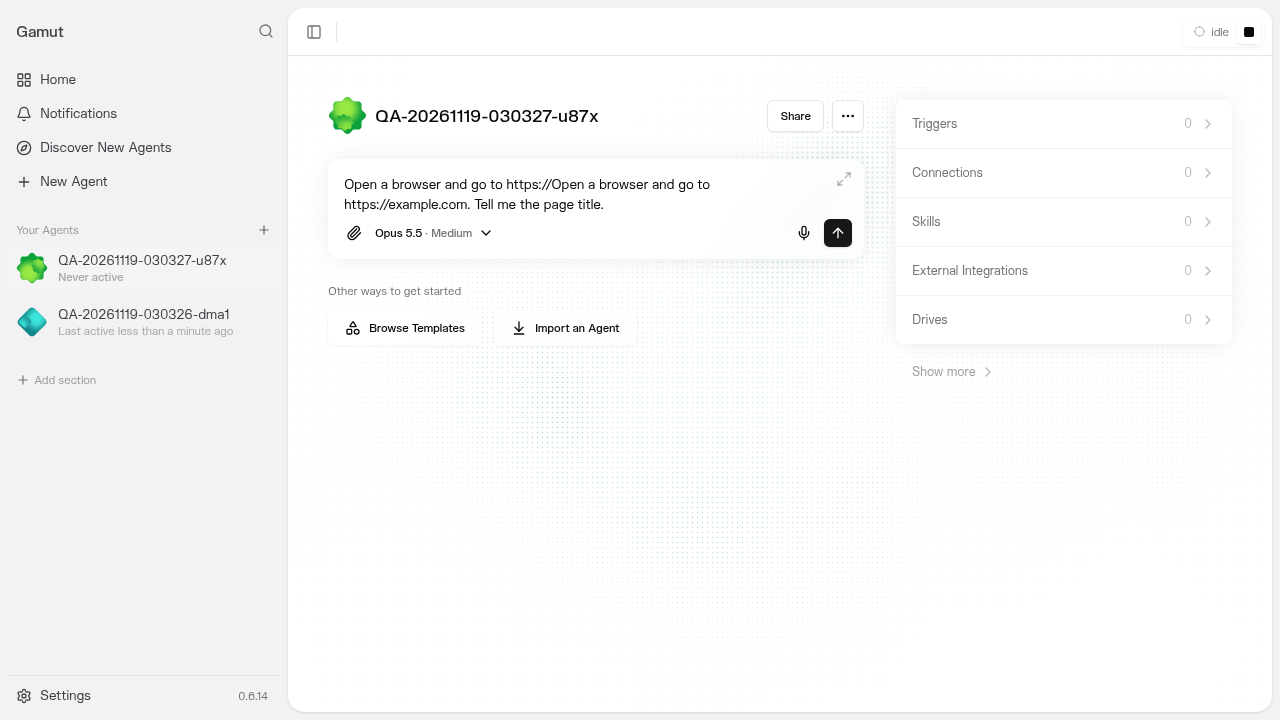 Gamut
Home
Notifications
Discover New Agents
New Agent
Your Agents
QA-20261119-030327-u87x
Never active
QA-20261119-030326-dma1
Last active less than a minute ago
Add section
Settings
0.6.14
idle
QA-20261119-030327-u87x
Share
Open a browser and go to https://Open a browser and go to
https://example.com. Tell me the page title.
Opus 5.5 · Medium
Other ways to get started
Browse Templates
Import an Agent
Triggers 0
Connections 0
Skills 0
External Integrations 0
Drives 0
Show more